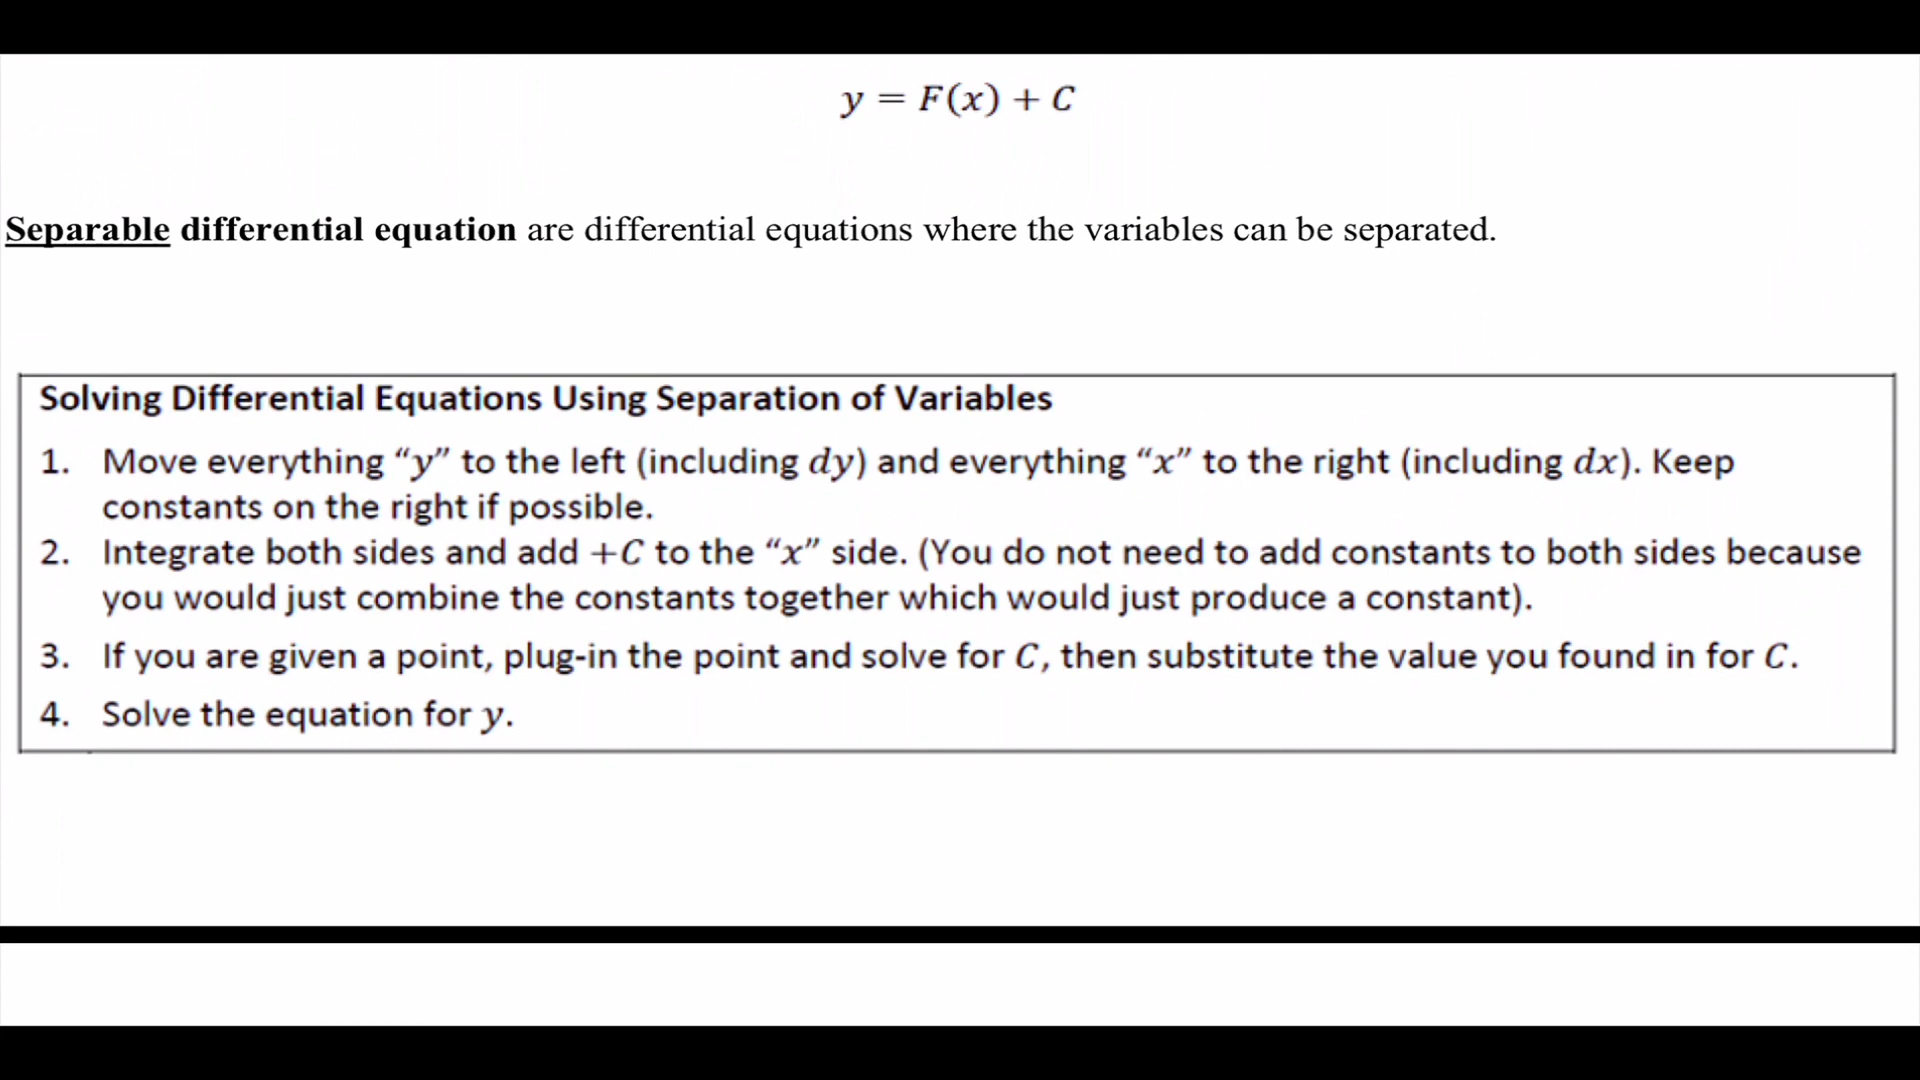 y = F(x) + C
Separable differential equation are differential equations where the variables can be separated.
Solving Differential Equations Using Separation of Variables
1. Move everything “y” to the left (including dy) and everything “x” to the right (including dx). Keep
constants on the right if possible.
2. Integrate both sides and add +C to the “x” side. (You do not need to add constants to both sides because
you would just combine the constants together which would just produce a constant).
3. If you are given a point, plug-in the point and solve for C, then substitute the value you found in for C.
4. Solve the equation for y.